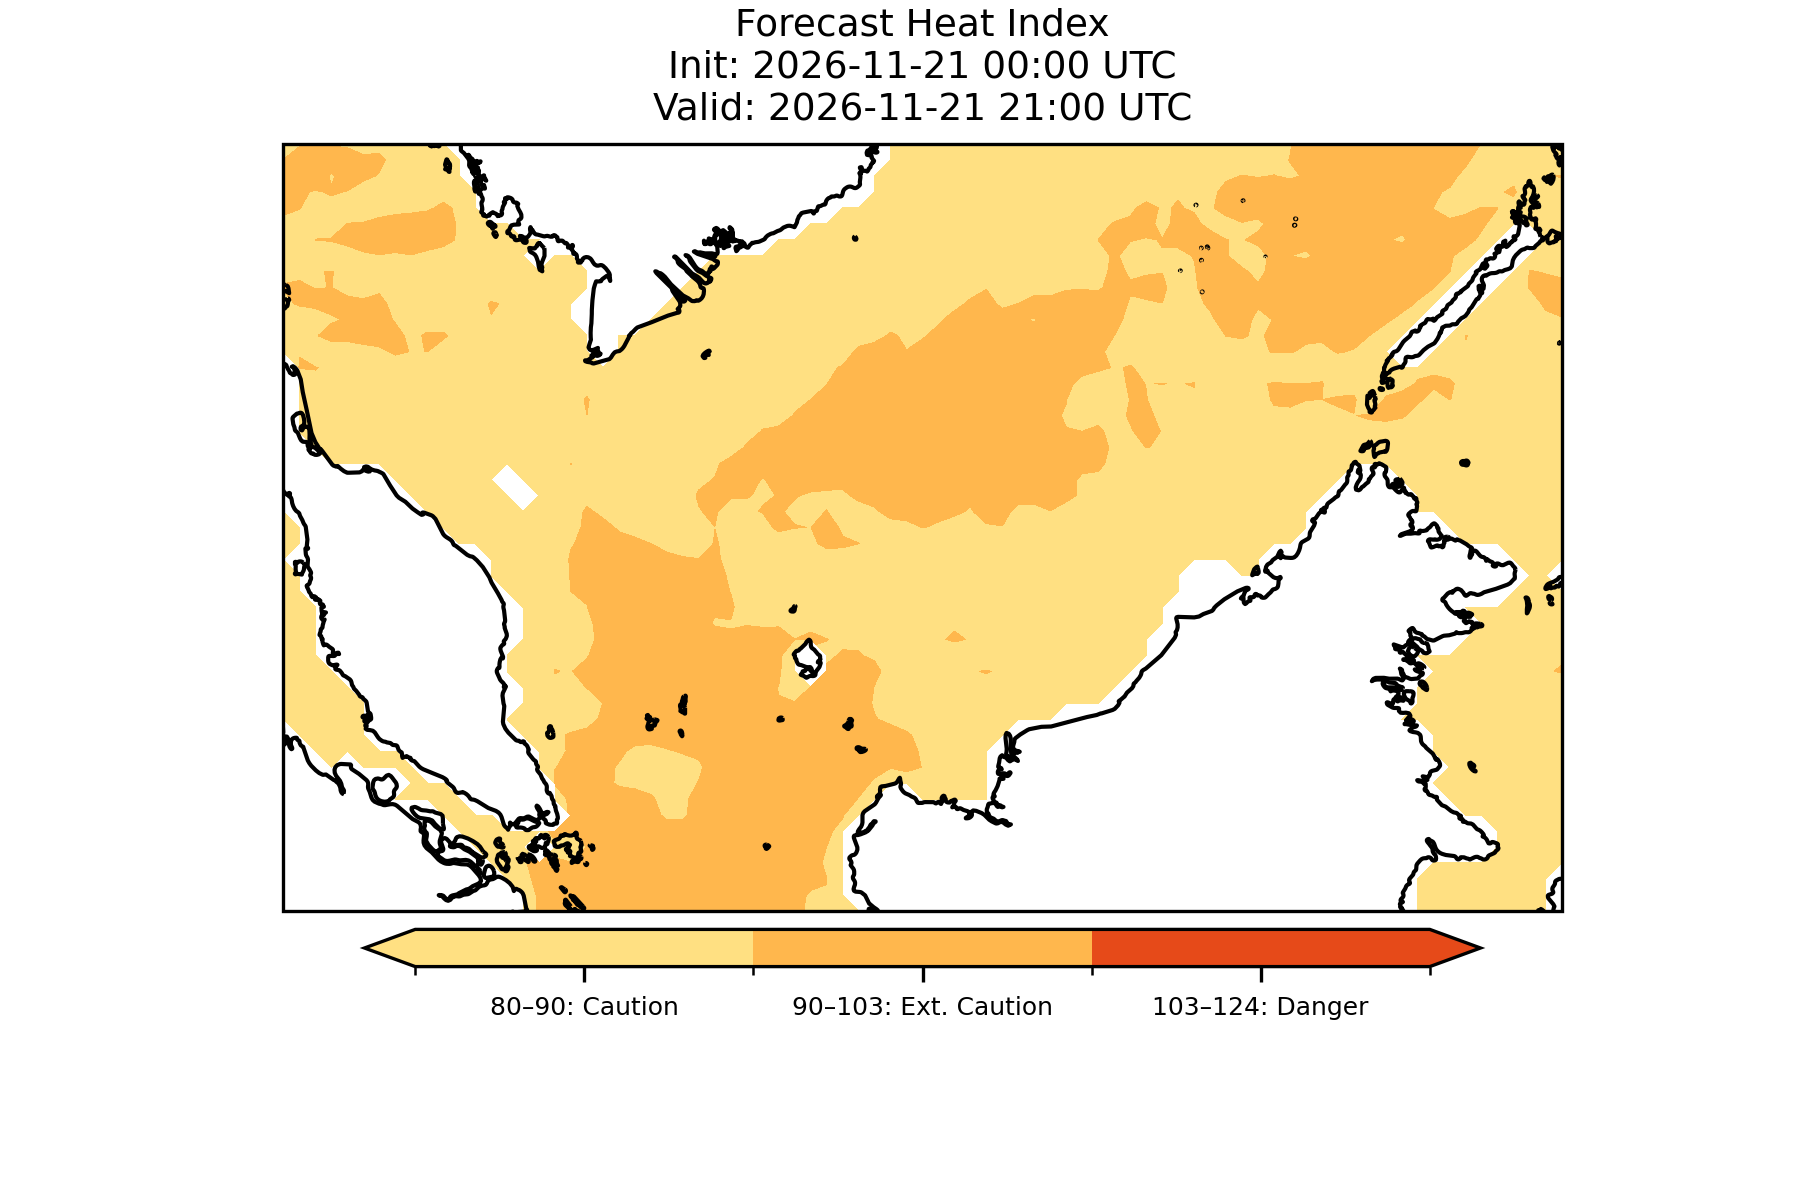 Forecast Heat Index
Init: 2026-11-21 00:00 UTC
Valid: 2026-11-21 21:00 UTC
80–90: Caution
90–103: Ext. Caution
103–124: Danger